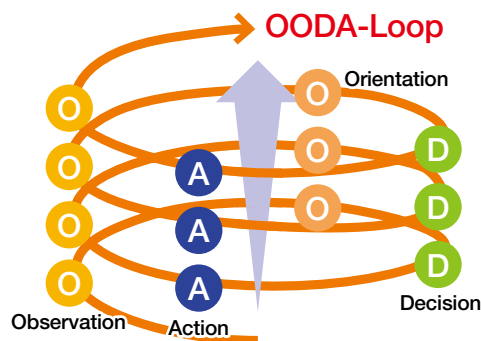 OODA-Loop
Orientation
O
O
O
A
D
O
O
A
D
O
O
A
D
O
Observation
Action
Decision